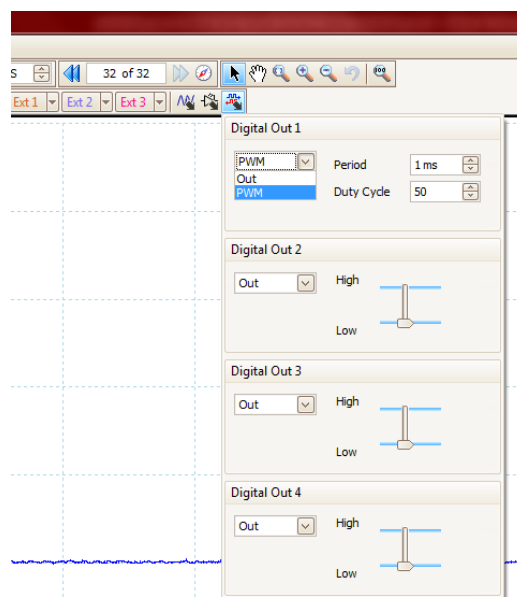 S 32 of 32
Ext 1 Ext 2 Ext 3
Digital Out 1
PWM Period 1 ms
Out
PWM Duty Cycle 50
Digital Out 2
Out High
Low
Digital Out 3
Out High
Low
Digital Out 4
Out High
Low